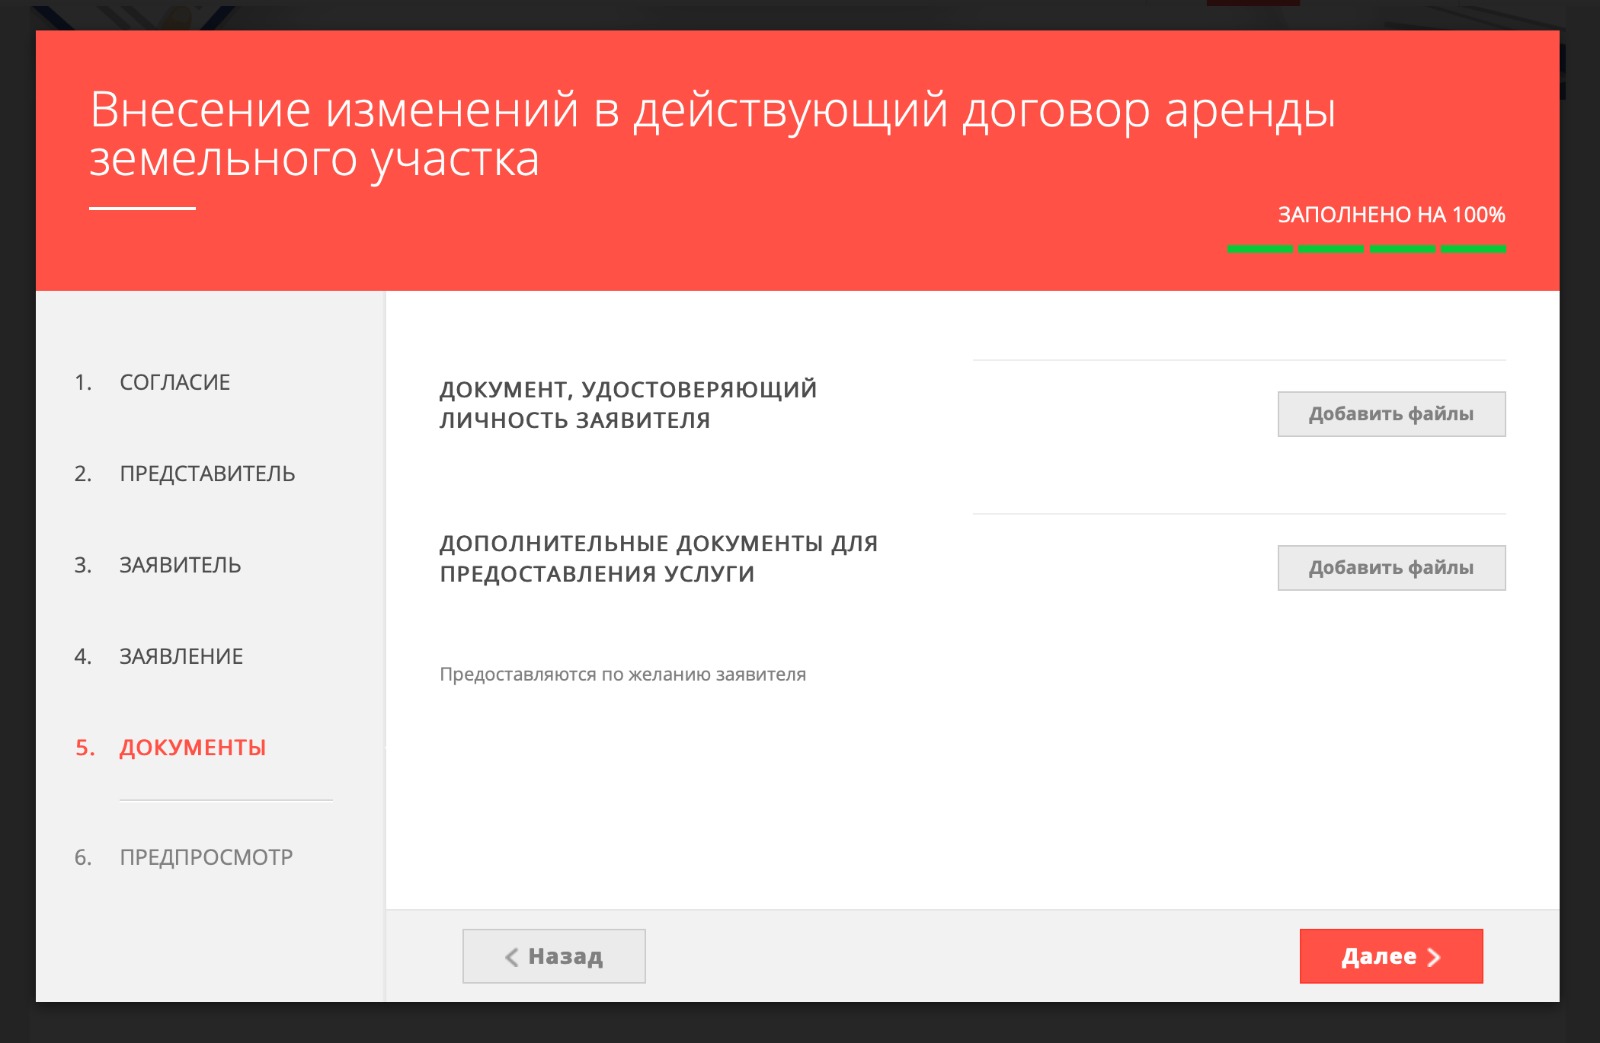 Внесение изменений в действующий договор аренды
земельного участка
ЗАПОЛНЕНО НА 100%
1. СОГЛАСИЕ
2. ПРЕДСТАВИТЕЛЬ
3. ЗАЯВИТЕЛЬ
4. ЗАЯВЛЕНИЕ
5. ДОКУМЕНТЫ
6. ПРЕДПРОСМОТР
ДОКУМЕНТ, УДОСТОВЕРЯЮЩИЙ
ЛИЧНОСТЬ ЗАЯВИТЕЛЯ
Добавить файлы
ДОПОЛНИТЕЛЬНЫЕ ДОКУМЕНТЫ ДЛЯ
ПРЕДОСТАВЛЕНИЯ УСЛУГИ
Добавить файлы
Предоставляются по желанию заявителя
Назад
Далее